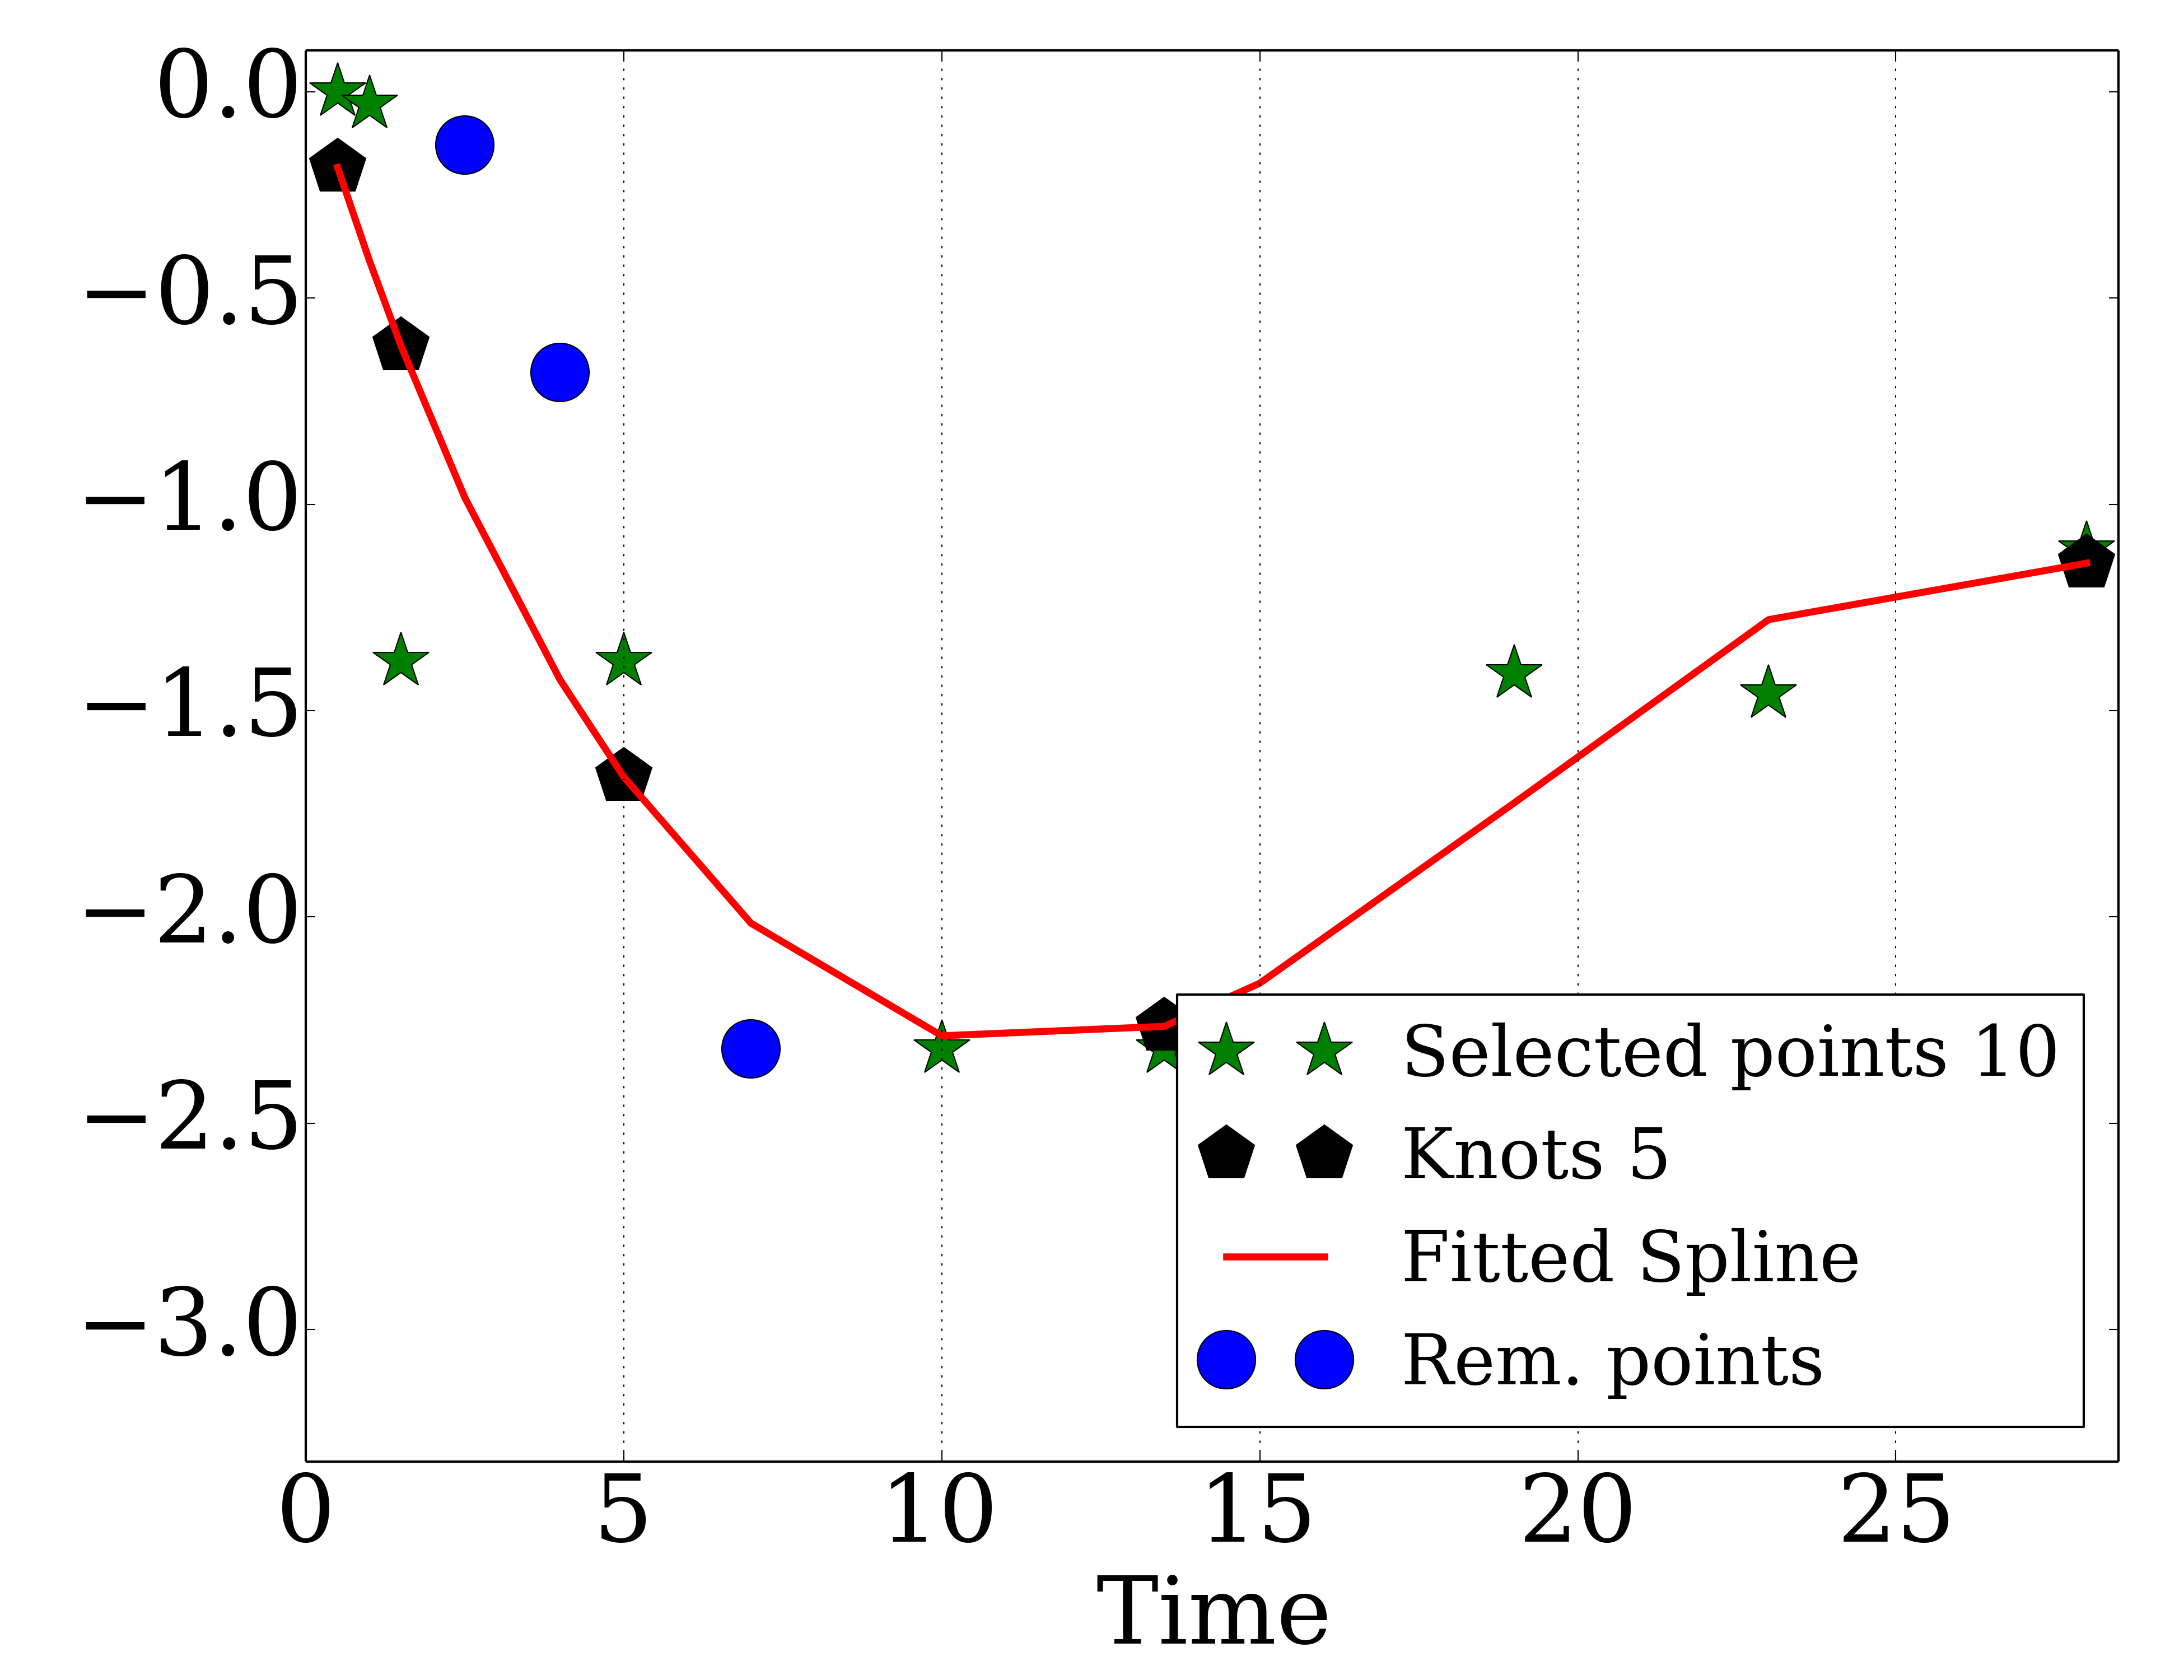 0.0
−0.5
−1.0
−1.5
−2.0
−2.5
−3.0
Selected points 10
Knots 5
Fitted Spline
Rem. points
0 5 10 15 20 25
Time